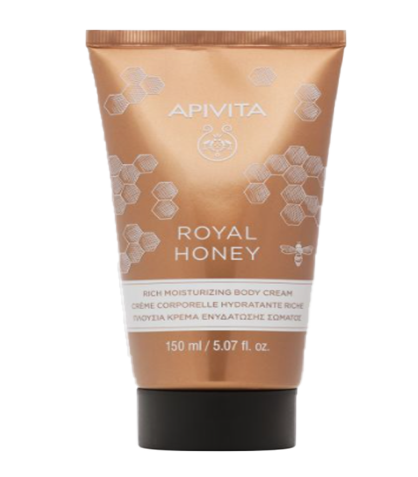 APIVITA
ROYAL
HONEY
RICH MOISTURIZING BODY CREAM
CRÈME CORPORELLE HYDRATANTE RICHE
ΠΛΟΥΣΙΑ ΚΡΕΜΑ ΕΝΥΔΑΤΩΣΗΣ ΣΩΜΑΤΟΣ
150 ml / 5.07 fl. oz.